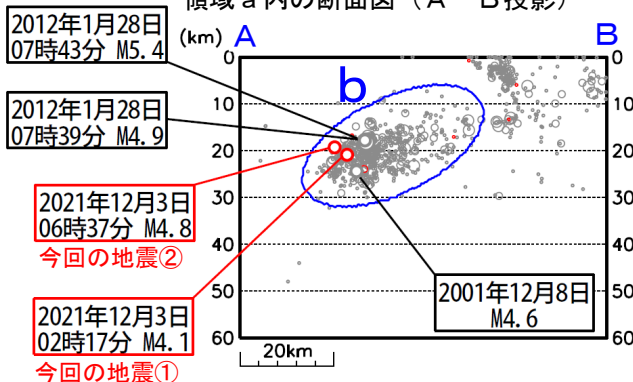 領域a内の断面図（A－B投影）
2012年1月28日
07時43分 M5.4
2012年1月28日
07時39分 M4.9
2021年12月3日
06時37分 M4.8
今回の地震②
2021年12月3日
02時17分 M4.1
今回の地震①
(km)
A
B
b
0
10
20
30
40
50
60
0
10
20
30
40
50
60
2001年12月8日
M4.6
20km